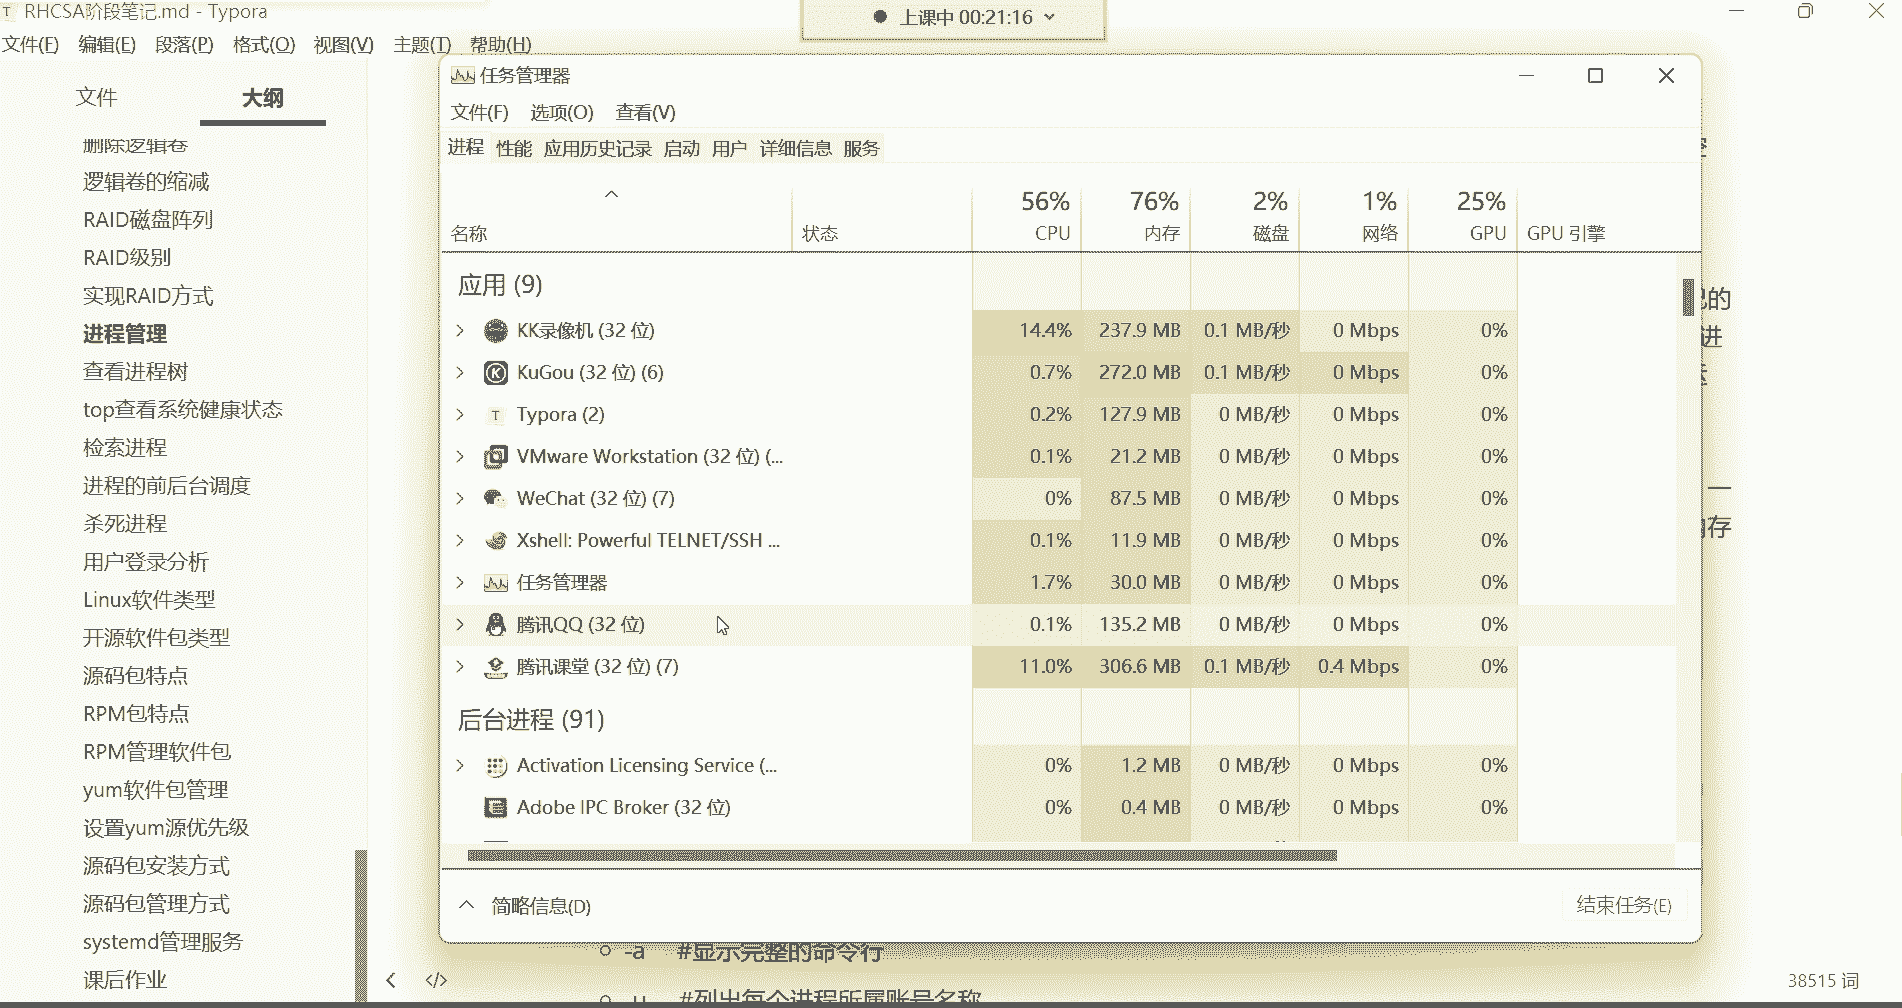 RHCSA阶段笔记.md - Typora
上课中 00:21:16
文件(F) 编辑(E) 段落(P) 格式(O) 视图(V) 主题(T) 帮助(H)
文件 大纲
删除逻辑卷
逻辑卷的缩减
RAID磁盘阵列
RAID级别
实现RAID方式
进程管理
查看进程树
top查看系统健康状态
检索进程
进程的前后台调度
杀死进程
用户登录分析
Linux软件类型
开源软件包类型
源码包特点
RPM包特点
RPM管理软件包
yum软件包管理
设置yum源优先级
源码包安装方式
源码包管理方式
systemd管理服务
课后作业
任务管理器
文件(F) 选项(O) 查看(V)
进程 性能 应用历史记录 启动 用户 详细信息 服务
56% 76% 2% 1% 25%
名称 状态 CPU 内存 磁盘 网络 GPU GPU 引擎
应用 (9)
KK录像机 (32 位) 14.4% 237.9 MB 0.1 MB/秒 0 Mbps 0%
KuGou (32 位) (6) 0.7% 272.0 MB 0.1 MB/秒 0 Mbps 0%
Typora (2) 0.2% 127.9 MB 0 MB/秒 0 Mbps 0%
VMware Workstation (32 位) (... 0.1% 21.2 MB 0 MB/秒 0 Mbps 0%
WeChat (32 位) (7) 0% 87.5 MB 0 MB/秒 0 Mbps 0%
Xshell: Powerful TELNET/SSH ... 0.1% 11.9 MB 0 MB/秒 0 Mbps 0%
任务管理器 1.7% 30.0 MB 0 MB/秒 0 Mbps 0%
腾讯QQ (32 位) 0.1% 135.2 MB 0 MB/秒 0 Mbps 0%
腾讯课堂 (32 位) (7) 11.0% 306.6 MB 0.1 MB/秒 0.4 Mbps 0%
后台进程 (91)
Activation Licensing Service (... 0% 1.2 MB 0 MB/秒 0 Mbps 0%
Adobe IPC Broker (32 位) 0% 0.4 MB 0 MB/秒 0 Mbps 0%
简略信息(D) 结束任务(E)
的
进
存
-a #显示完整的命令行
-u #列出每个进程所属账号名称
</> 38515 词